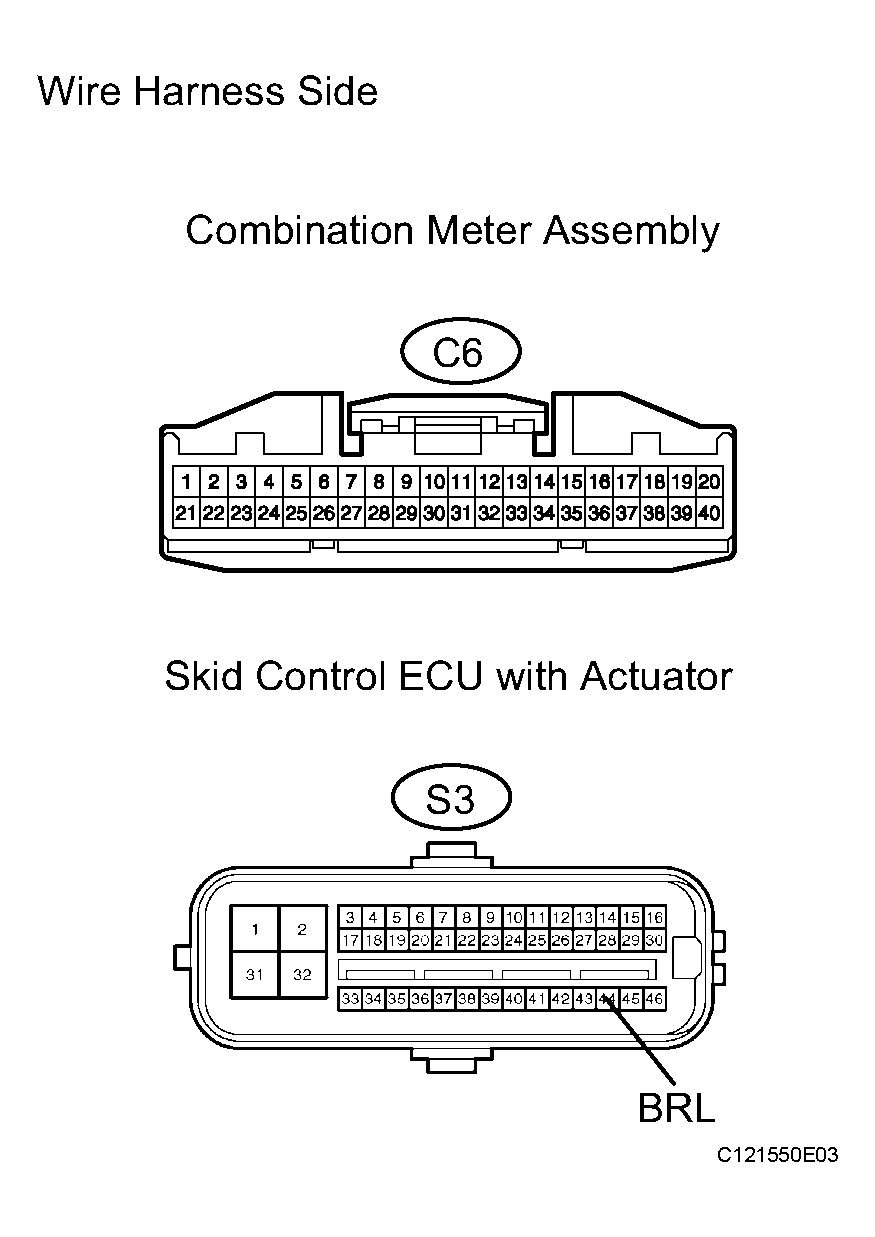 Wire Harness Side
Combination Meter Assembly
C6
1 2 3 4 5 6 7 8 9 10 11 12 13 14 15 16 17 18 19 20
21 22 23 24 25 26 27 28 29 30 31 32 33 34 35 36 37 38 39 40
Skid Control ECU with Actuator
S3
1 2 3 4 5 6 7 8 9 10 11 12 13 14 15 16
17 18 19 20 21 22 23 24 25 26 27 28 29 30
31 32
33 34 35 36 37 38 39 40 41 42 43 44 45 46
BRL
C121550E03